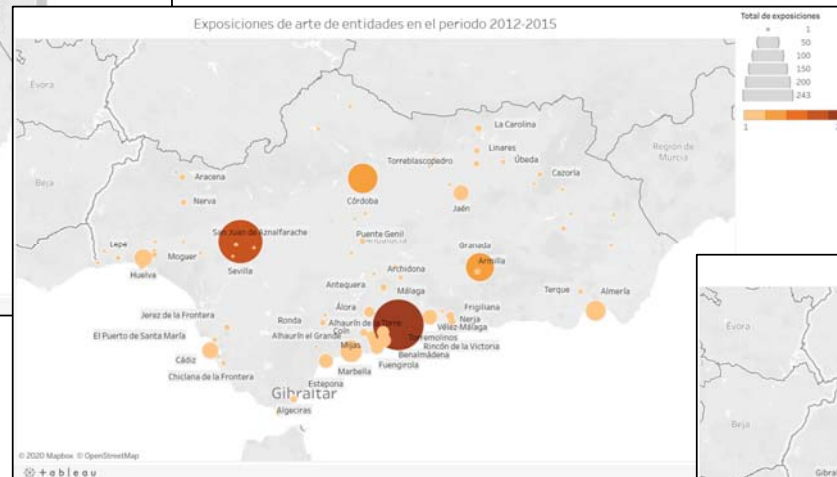 Exposiciones de arte de entidades en el periodo 2012-2015
Total de exposiciones
1
50
100
150
200
243
1
Évora
Beja
Región de
Murcia
La Carolina
Linares
Úbeda
Torreblascopedro
Cazorla
Aracena
Nerva
Córdoba
Jaén
San Juan de Aznalfarache
Puente Genil
Lepe
Moguer
Huelva
Sevilla
Granada
Armilla
Archidona
Antequera
Málaga
Terque
Almería
Jerez de la Frontera
Ronda
Álora
Frigiliana
Alhaurín de la Torre
Nerja
El Puerto de Santa María
Alhaurín el Grande
Coín
Vélez-Málaga
Torremolinos
Mijas
Rincón de la Victoria
Cádiz
Benalmádena
Fuengirola
Marbella
Chiclana de la Frontera
Estepona
Gibraltar
Algeciras
© 2020 Mapbox © OpenStreetMap
+ableau
Évora
Beja